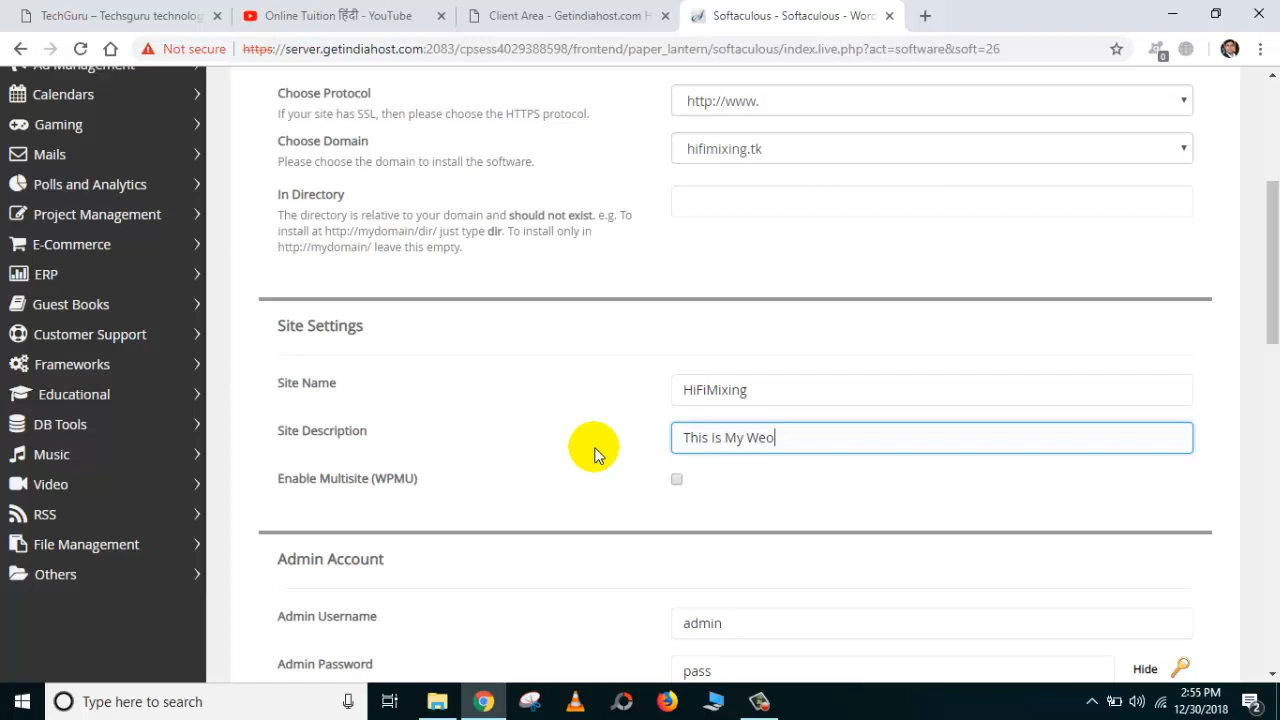 TechGuru - Techsguru technolog
Online Tuition हिंदी - YouTube
Client Area - Getindiahost.com H
Softaculous - Softaculous - Wor
Not secure
https://server.getindiahost.com:2083/cpsess4029388598/frontend/paper_lantern/softaculous/index.live.php?act=software&soft=26
0
Ad Management
Calendars
Gaming
Mails
Polls and Analytics
Project Management
E-Commerce
ERP
Guest Books
Customer Support
Frameworks
Educational
DB Tools
Music
Video
RSS
File Management
Others
Choose Protocol
If your site has SSL, then please choose the HTTPS protocol.
http://www.
Choose Domain
Please choose the domain to install the software.
hifimixing.tk
In Directory
The directory is relative to your domain and should not exist. e.g. To
install at http://mydomain/dir/ just type dir. To install only in
http://mydomain/ leave this empty.
Site Settings
Site Name
HiFiMixing
Site Description
This Is My Weo
Enable Multisite (WPMU)
Admin Account
Admin Username
admin
Admin Password
pass
Hide
Type here to search
2:55 PM
12/30/2018
2